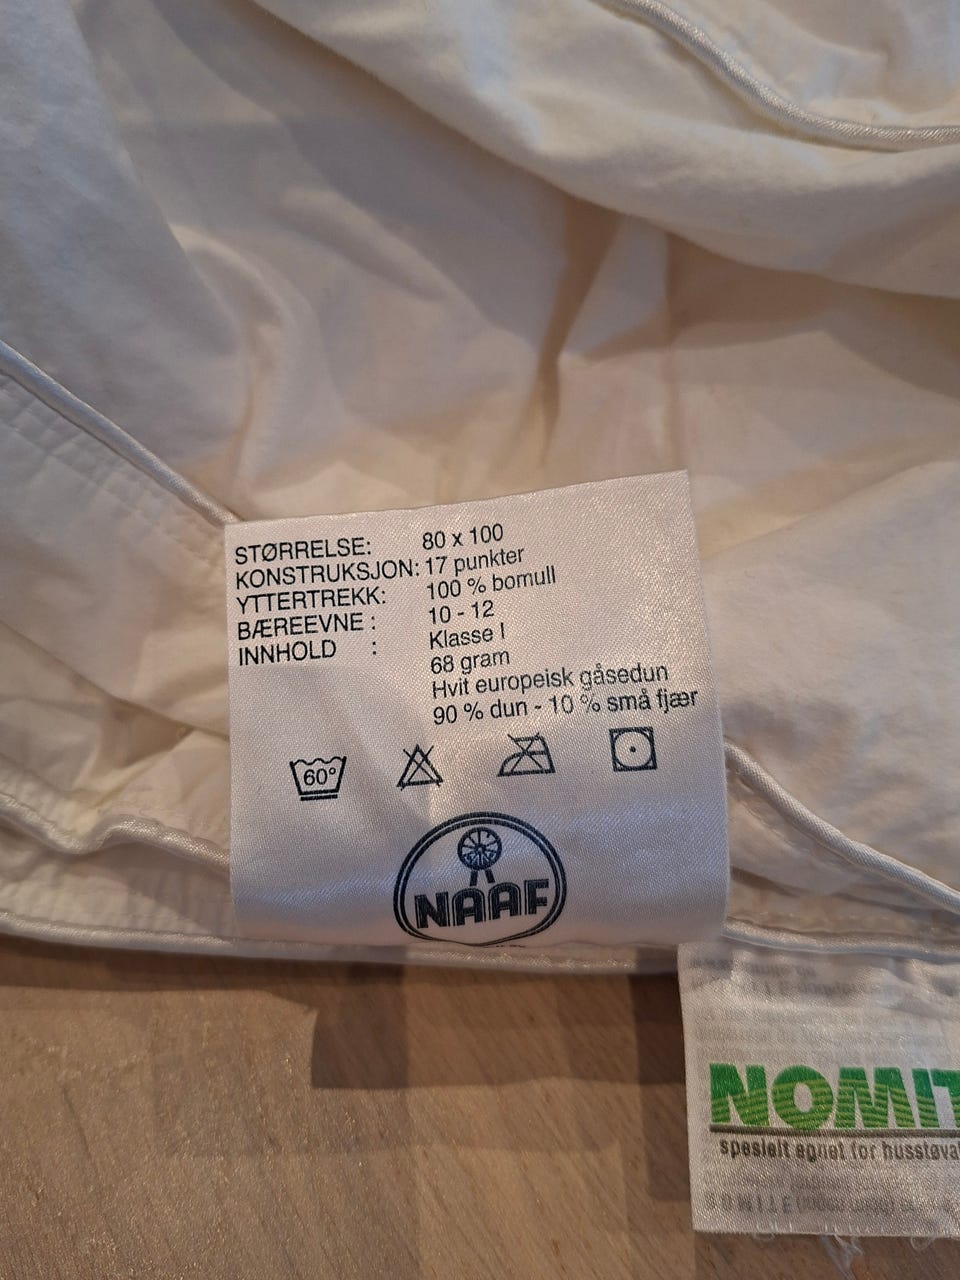 STØRRELSE: 80 x 100
KONSTRUKSJON: 17 punkter
YTTERTREKK: 100 % bomull
BÆREEVNE : 10 - 12
INNHOLD : Klasse I
68 gram
Hvit europeisk gåsedun
90 % dun - 10 % små fjær
60°
NAAF
NOMIT
spesielt egnet for husstøva